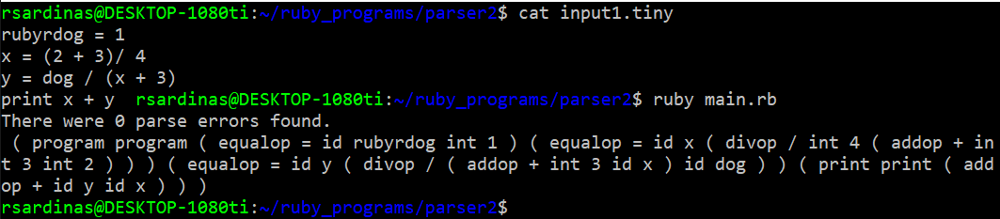 rsardinas@DESKTOP-1080ti:~/ruby_programs/parser2$ cat input1.tiny
rubyrdog = 1
x = (2 + 3)/ 4
y = dog / (x + 3)
print x + y  rsardinas@DESKTOP-1080ti:~/ruby_programs/parser2$ ruby main.rb
There were 0 parse errors found.
 ( program program ( equalop = id rubyrdog int 1 ) ( equalop = id x ( divop / int 4 ( addop + in
t 3 int 2 ) ) ) ( equalop = id y ( divop / ( addop + int 3 id x ) id dog ) ) ( print print ( add
op + id y id x ) ) )
rsardinas@DESKTOP-1080ti:~/ruby_programs/parser2$